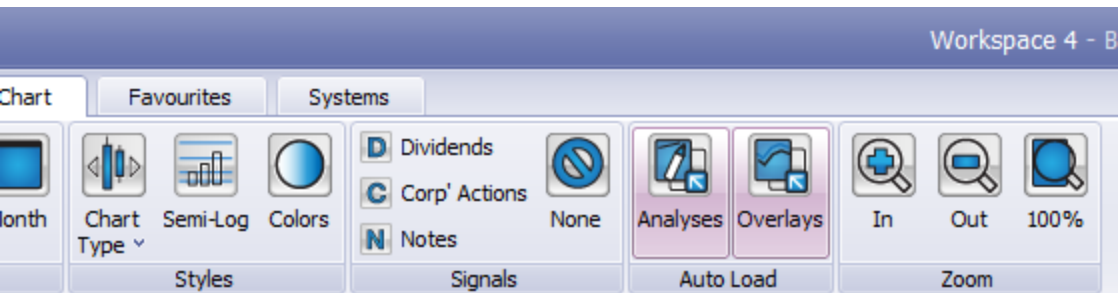 Workspace 4 - B
Chart
Favourites
Systems
Month
Chart
Type
Semi-Log
Colors
D Dividends
C Corp' Actions
N Notes
None
Analyses
Overlays
In
Out
100%
Styles
Signals
Auto Load
Zoom